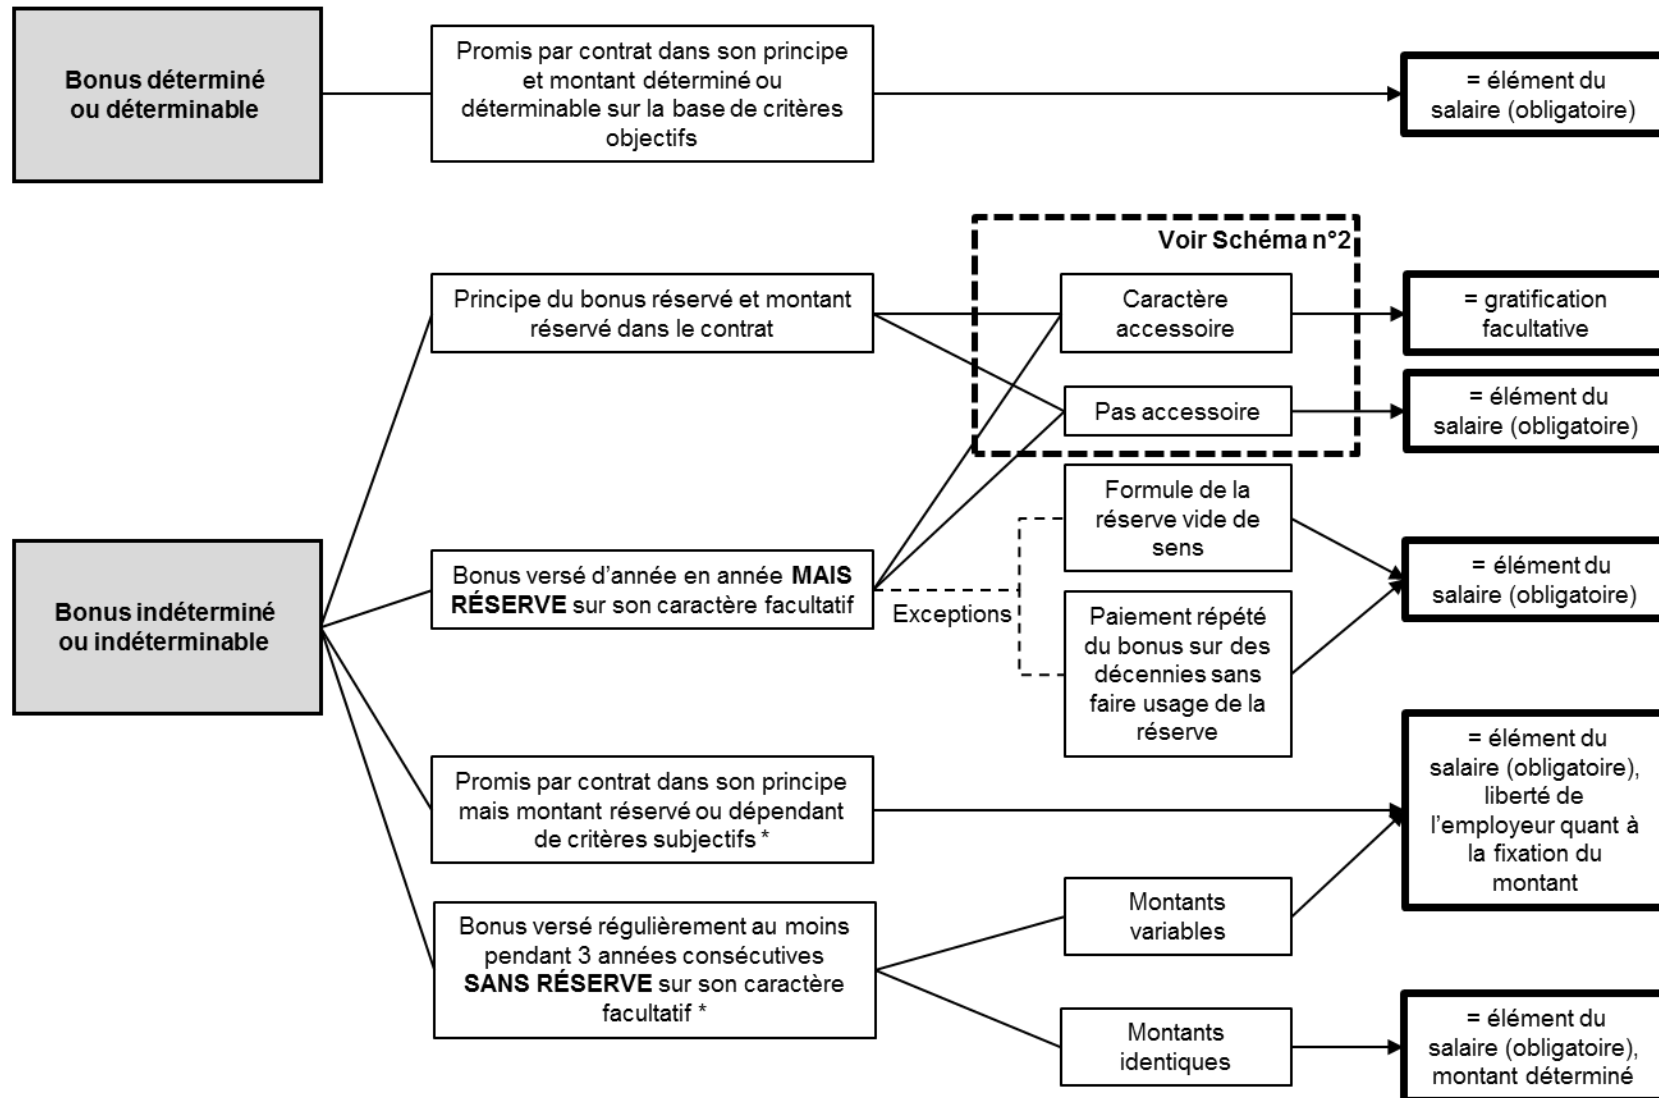 Bonus déterminé
ou déterminable
Promis par contrat dans son principe
et montant déterminé ou
déterminable sur la base de critères
objectifs
= élément du
salaire (obligatoire)
Voir Schéma n°2
Principe du bonus réservé et montant
réservé dans le contrat
Caractère
accessoire
= gratification
facultative
Pas accessoire
= élément du
salaire (obligatoire)
Bonus indéterminé
ou indéterminable
Bonus versé d’année en année MAIS
RÉSERVE sur son caractère facultatif
Exceptions
Formule de la
réserve vide de
sens
Paiement répété
du bonus sur des
décennies sans
faire usage de la
réserve
= élément du
salaire (obligatoire)
Promis par contrat dans son principe
mais montant réservé ou dépendant
de critères subjectifs *
= élément du
salaire (obligatoire),
liberté de
l’employeur quant à
la fixation du
montant
Bonus versé régulièrement au moins
pendant 3 années consécutives
SANS RÉSERVE sur son caractère
facultatif *
Montants
variables
Montants
identiques
= élément du
salaire (obligatoire),
montant déterminé